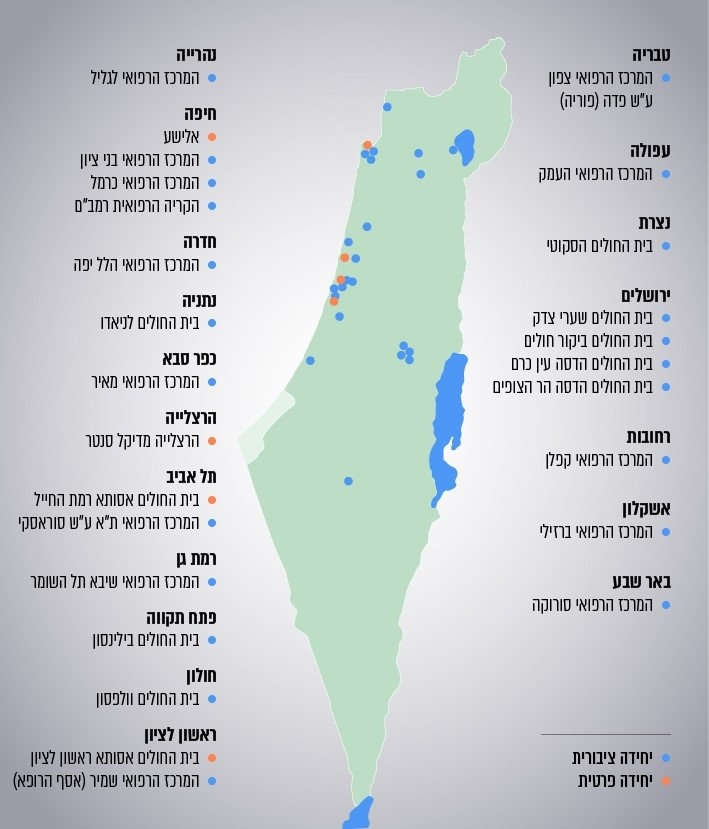 טבריה
המרכז הרפואי צפון
ע"ש פדה (פוריה)
עפולה
המרכז הרפואי העמק
נצרת
בית החולים הסקוטי
ירושלים
בית החולים שערי צדק
בית החולים ביקור חולים
בית החולים הדסה עין כרם
בית החולים הדסה הר הצופים
רחובות
המרכז הרפואי קפלן
אשקלון
המרכז הרפואי ברזילי
באר שבע
המרכז הרפואי סורוקה
יחידה ציבורית
יחידה פרטית
נהרייה
המרכז הרפואי לגליל
חיפה
אלישע
המרכז הרפואי בני ציון
המרכז הרפואי כרמל
הקריה הרפואית רמב"ם
חדרה
המרכז הרפואי הלל יפה
נתניה
בית החולים לניאדו
כפר סבא
המרכז הרפואי מאיר
הרצלייה
הרצלייה מדיקל סנטר
תל אביב
בית החולים אסותא רמת החייל
המרכז הרפואי ת"א ע"ש סוראסקי
רמת גן
המרכז הרפואי שיבא תל השומר
פתח תקווה
בית החולים בילינסון
חולון
בית החולים וולפסון
ראשון לציון
בית החולים אסותא ראשון לציון
המרכז הרפואי שמיר (אסף הרופא)